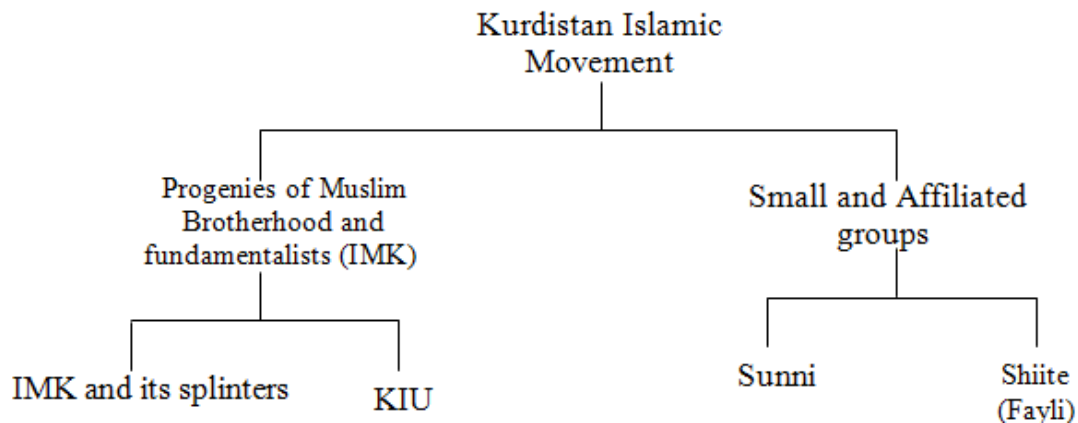 Kurdistan Islamic
Movement
Progenies of Muslim
Brotherhood and
fundamentalists (IMK)
Small and Affiliated
groups
IMK and its splinters
KIU
Sunni
Shiite
(Fayli)